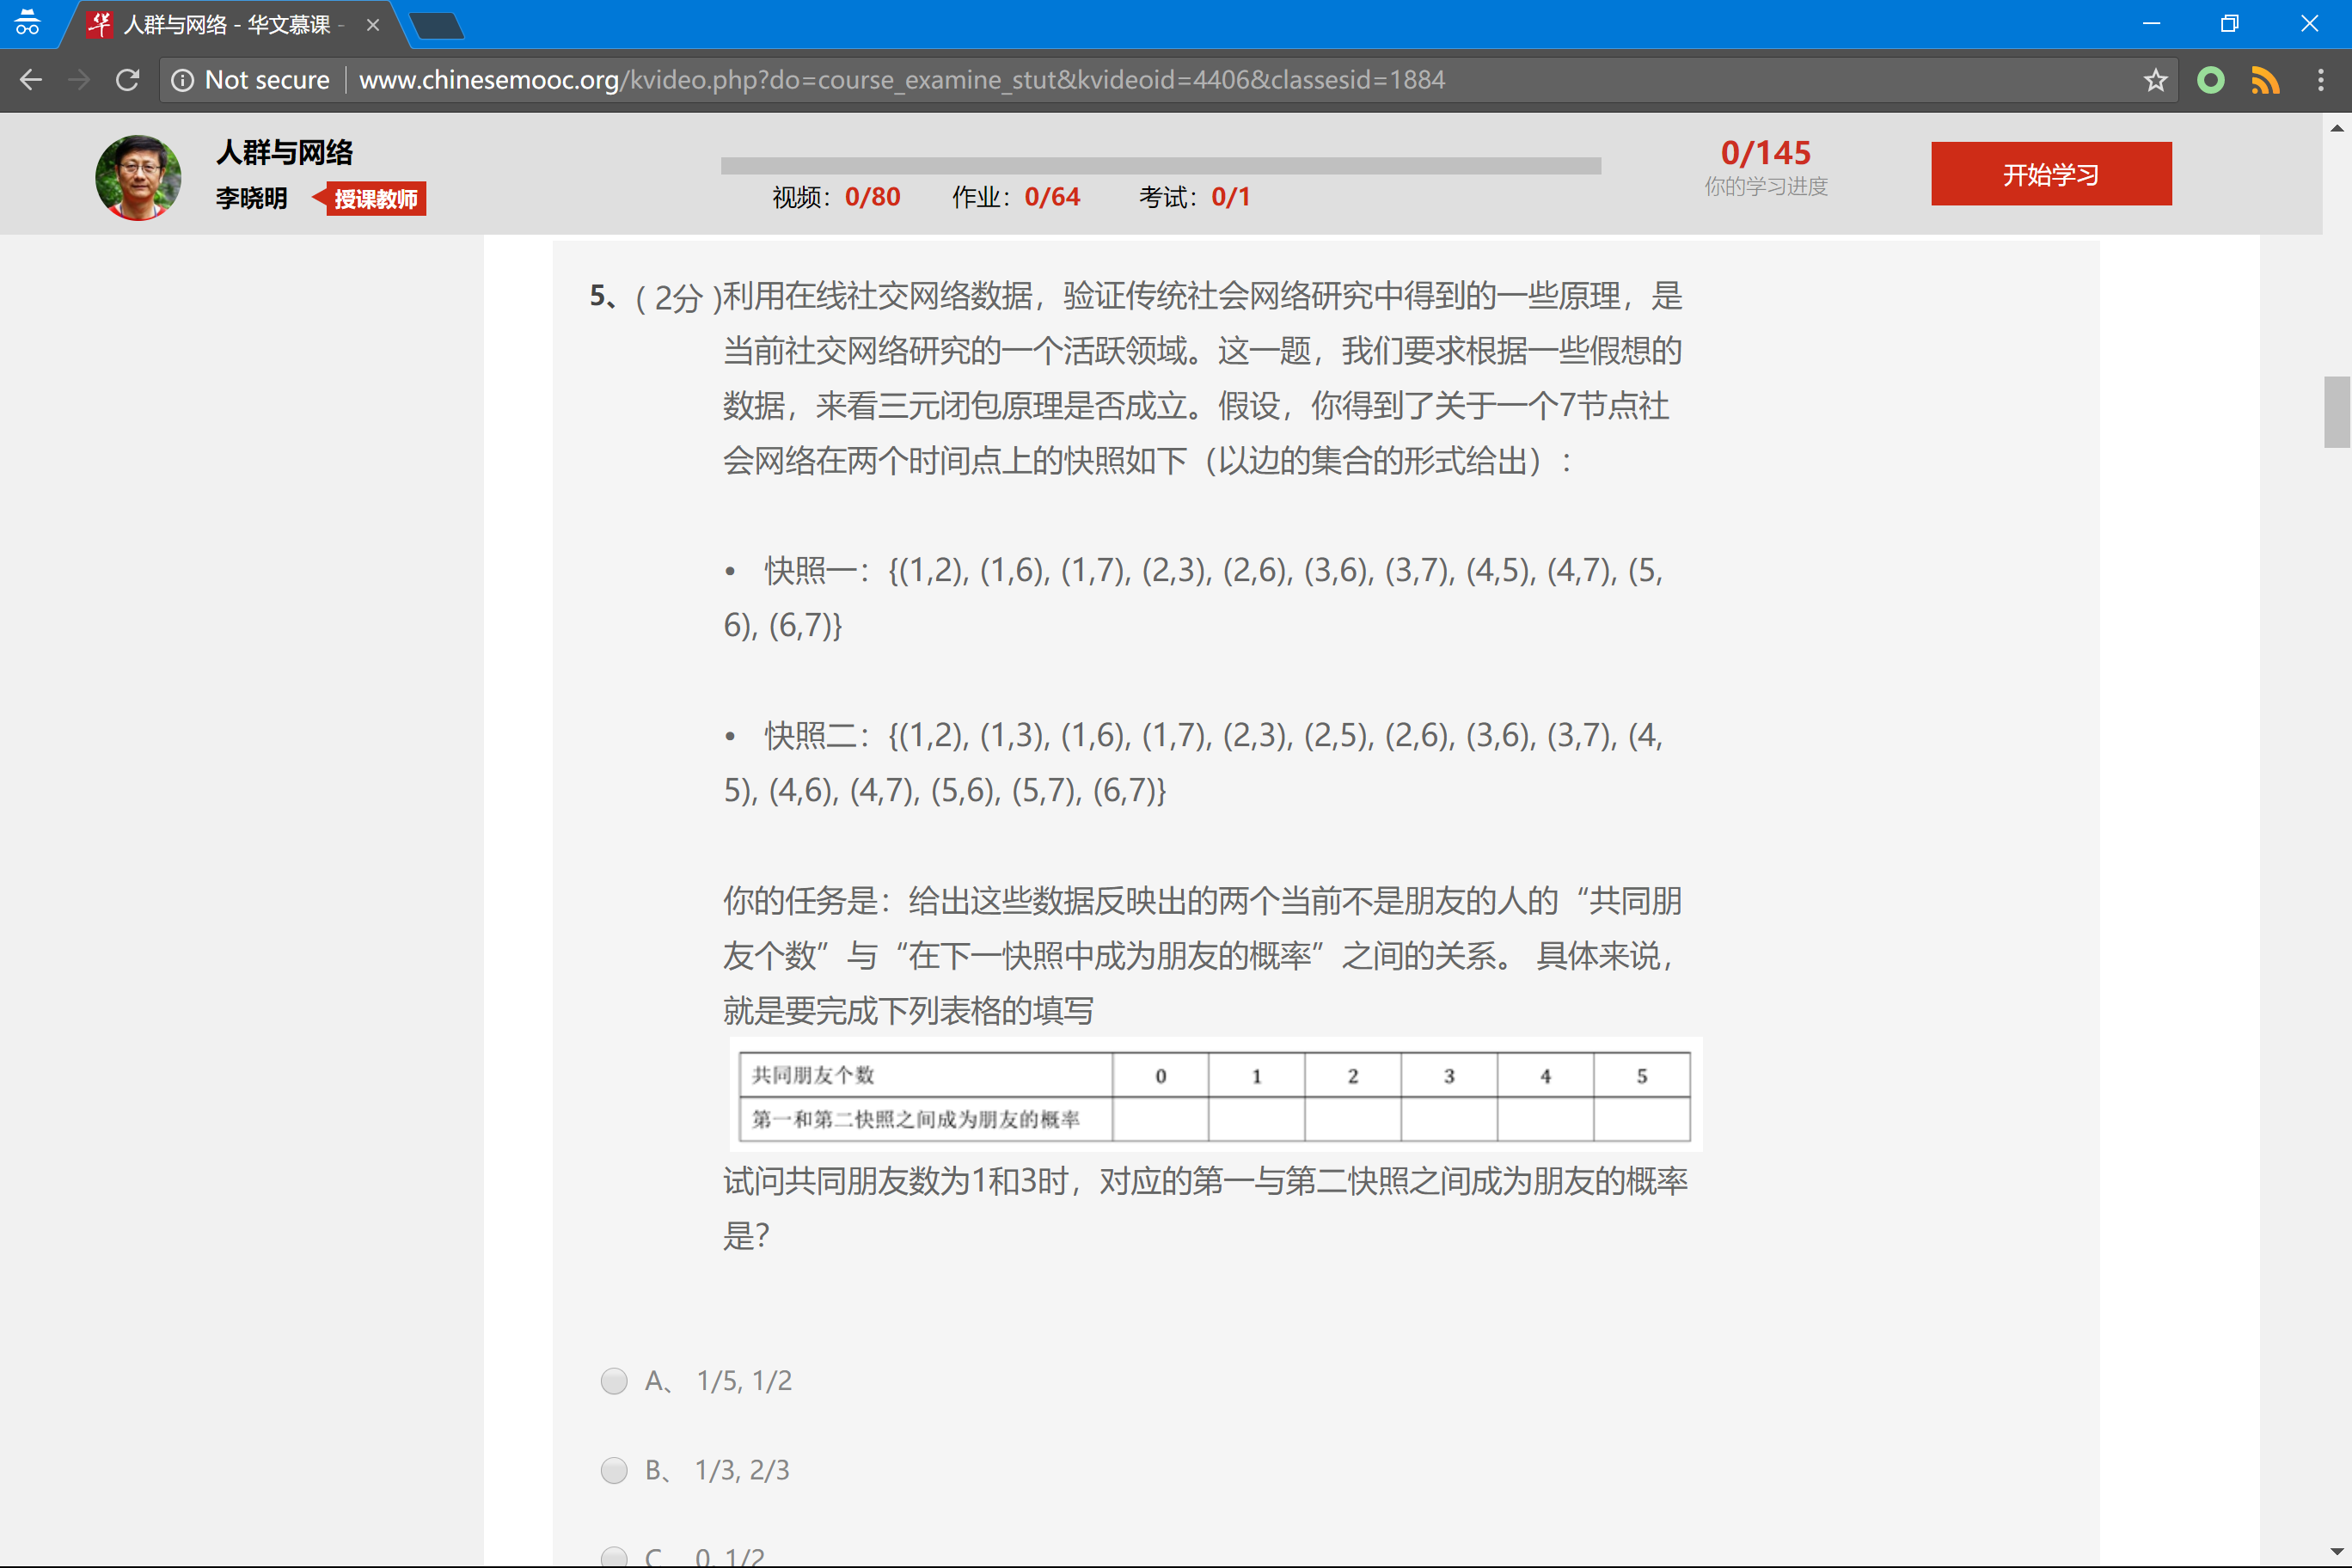 人群与网络 - 华文慕课 -
Not secure www.chinesemooc.org/kvideo.php?do=course_examine_stut&kvideoid=4406&classesid=1884
人群与网络
李晓明 授课教师
视频：0/80 作业：0/64 考试：0/1
0/145
你的学习进度
开始学习
5、( 2分 )利用在线社交网络数据，验证传统社会网络研究中得到的一些原理，是
当前社交网络研究的一个活跃领域。这一题，我们要求根据一些假想的
数据，来看三元闭包原理是否成立。假设，你得到了关于一个7节点社
会网络在两个时间点上的快照如下（以边的集合的形式给出）：
• 快照一：{(1,2), (1,6), (1,7), (2,3), (2,6), (3,6), (3,7), (4,5), (4,7), (5,
6), (6,7)}
• 快照二：{(1,2), (1,3), (1,6), (1,7), (2,3), (2,5), (2,6), (3,6), (3,7), (4,
5), (4,6), (4,7), (5,6), (5,7), (6,7)}
你的任务是：给出这些数据反映出的两个当前不是朋友的人的“共同朋
友个数”与“在下一快照中成为朋友的概率”之间的关系。 具体来说，
就是要完成下列表格的填写
共同朋友个数 0 1 2 3 4 5
第一和第二快照之间成为朋友的概率
试问共同朋友数为1和3时，对应的第一与第二快照之间成为朋友的概率
是？
A、 1/5, 1/2
B、 1/3, 2/3
C、 0, 1/2